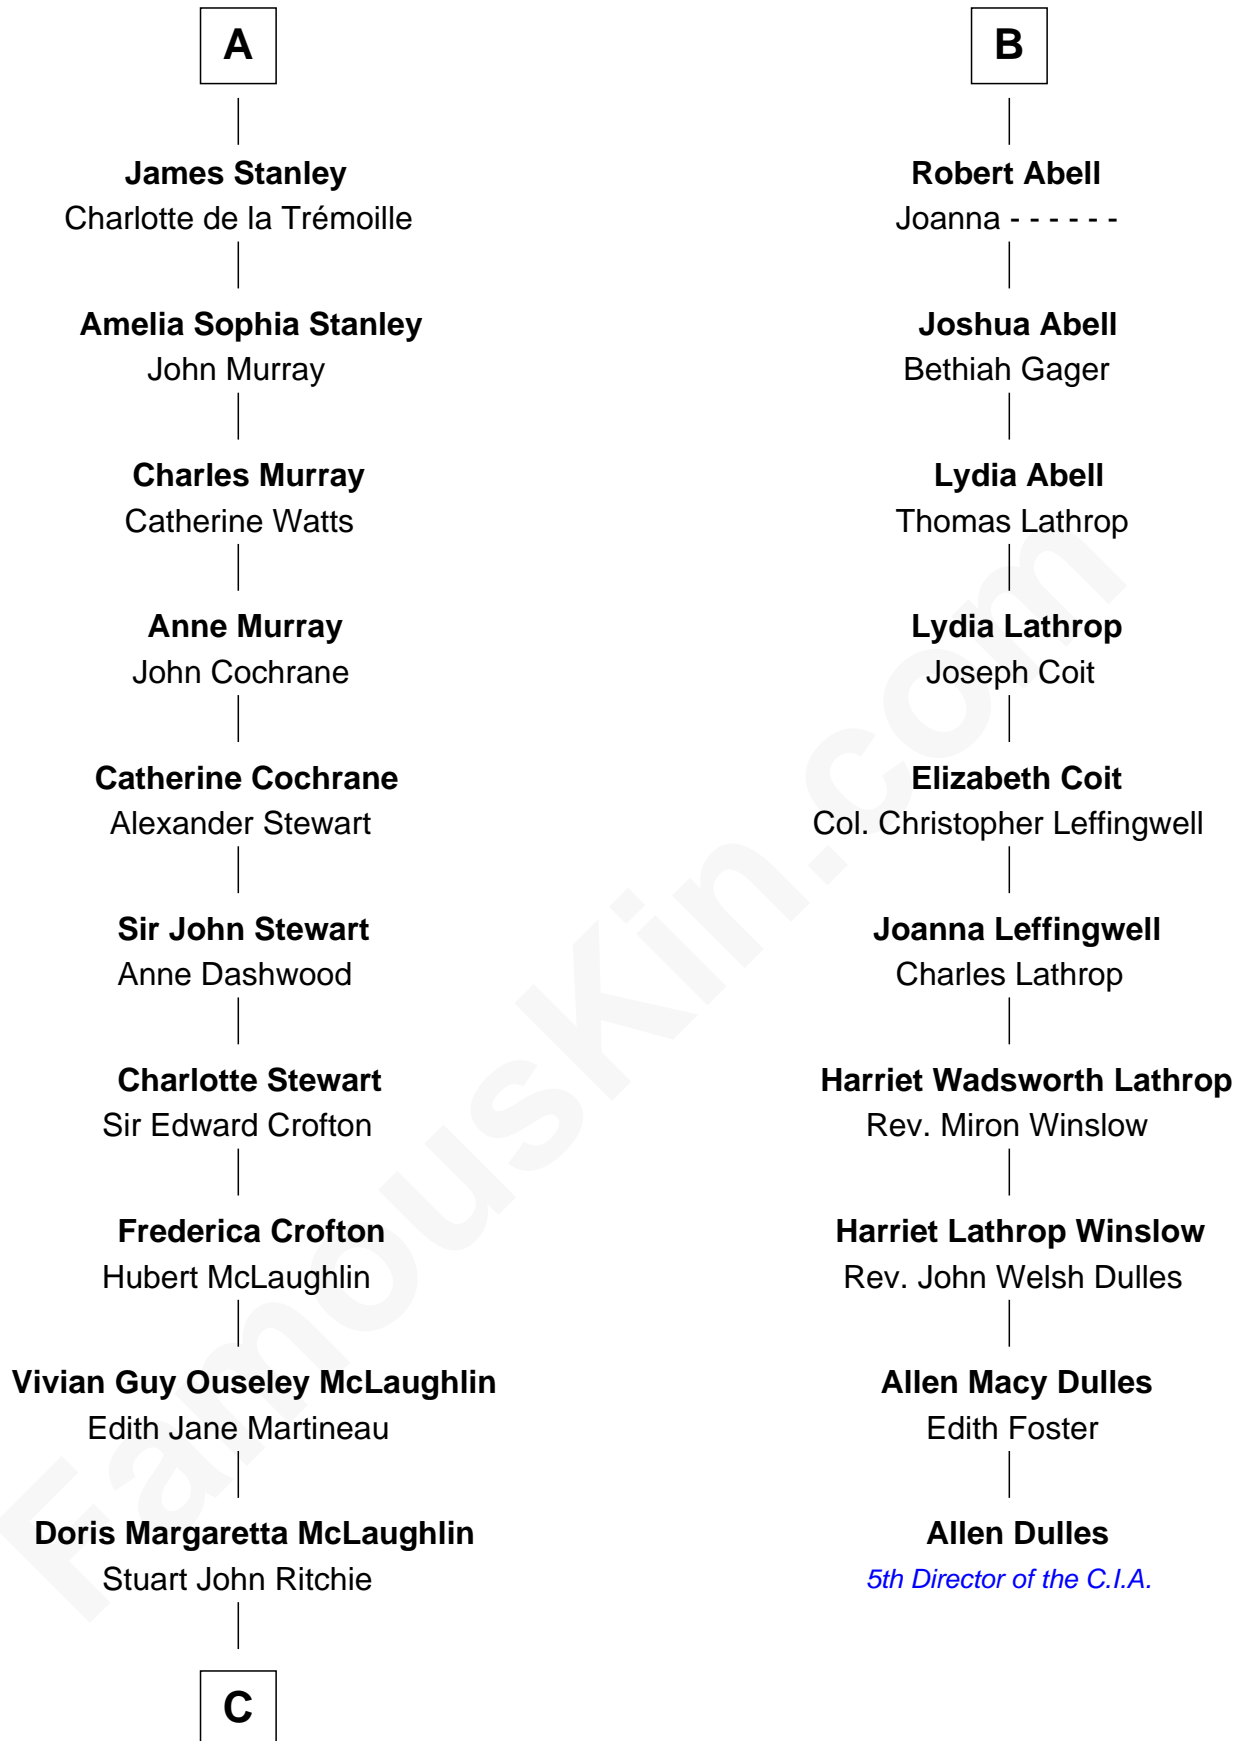 A
James Stanley
Charlotte de la Trémoille
Amelia Sophia Stanley
John Murray
Charles Murray
Catherine Watts
Anne Murray
John Cochrane
Catherine Cochrane
Alexander Stewart
Sir John Stewart
Anne Dashwood
Charlotte Stewart
Sir Edward Crofton
Frederica Crofton
Hubert McLaughlin
Vivian Guy Ouseley McLaughlin
Edith Jane Martineau
Doris Margaretta McLaughlin
Stuart John Ritchie
C
B
Robert Abell
Joanna - - - - - -
Joshua Abell
Bethiah Gager
Lydia Abell
Thomas Lathrop
Lydia Lathrop
Joseph Coit
Elizabeth Coit
Col. Christopher Leffingwell
Joanna Leffingwell
Charles Lathrop
Harriet Wadsworth Lathrop
Rev. Miron Winslow
Harriet Lathrop Winslow
Rev. John Welsh Dulles
Allen Macy Dulles
Edith Foster
Allen Dulles
5th Director of the C.I.A.
FamousKin.com